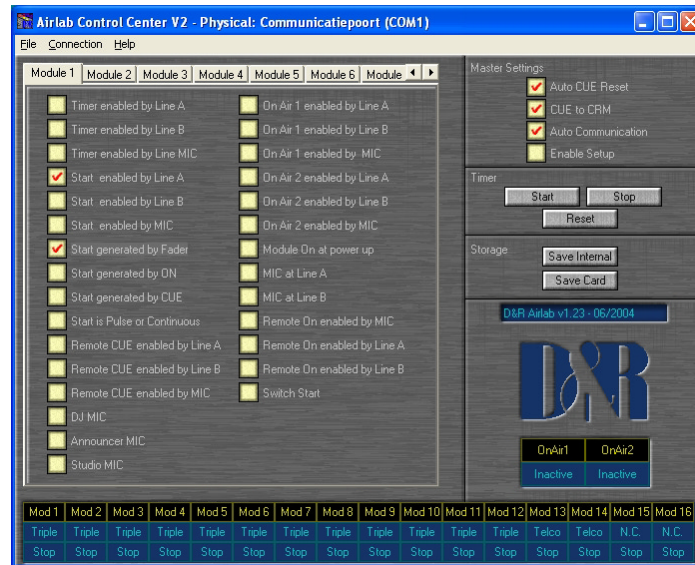 Airlab Control Center V2 - Physical: Communicatiepoort (COM1)
File Connection Help
Module 1 Module 2 Module 3 Module 4 Module 5 Module 6 Module
Timer enabled by Line A
Timer enabled by Line B
Timer enabled by Line MIC
Start enabled by Line A
Start enabled by Line B
Start enabled by MIC
Start generated by Fader
Start generated by ON
Start generated by CUE
Start is Pulse or Continuous
Remote CUE enabled by Line A
Remote CUE enabled by Line B
Remote CUE enabled by MIC
DJ MIC
Announcer MIC
Studio MIC
On Air 1 enabled by Line A
On Air 1 enabled by Line B
On Air 1 enabled by MIC
On Air 2 enabled by Line A
On Air 2 enabled by Line B
On Air 2 enabled by MIC
Module On at power up
MIC at Line A
MIC at Line B
Remote On enabled by MIC
Remote On enabled by Line A
Remote On enabled by Line B
Switch Start
Master Settings
Auto CUE Reset
CUE to CRM
Auto Communication
Enable Setup
Timer
Start Stop
Reset
Storage
Save Internal
Save Card
D&R Airlab v1.23 - 06/2004
D&R
OnAir1 OnAir2
Inactive Inactive
Mod 1 Mod 2 Mod 3 Mod 4 Mod 5 Mod 6 Mod 7 Mod 8 Mod 9 Mod 10 Mod 11 Mod 12 Mod 13 Mod 14 Mod 15 Mod 16
Triple Triple Triple Triple Triple Triple Triple Triple Triple Triple Triple Triple Telco Telco N.C. N.C.
Stop Stop Stop Stop Stop Stop Stop Stop Stop Stop Stop Stop Stop Stop Stop Stop